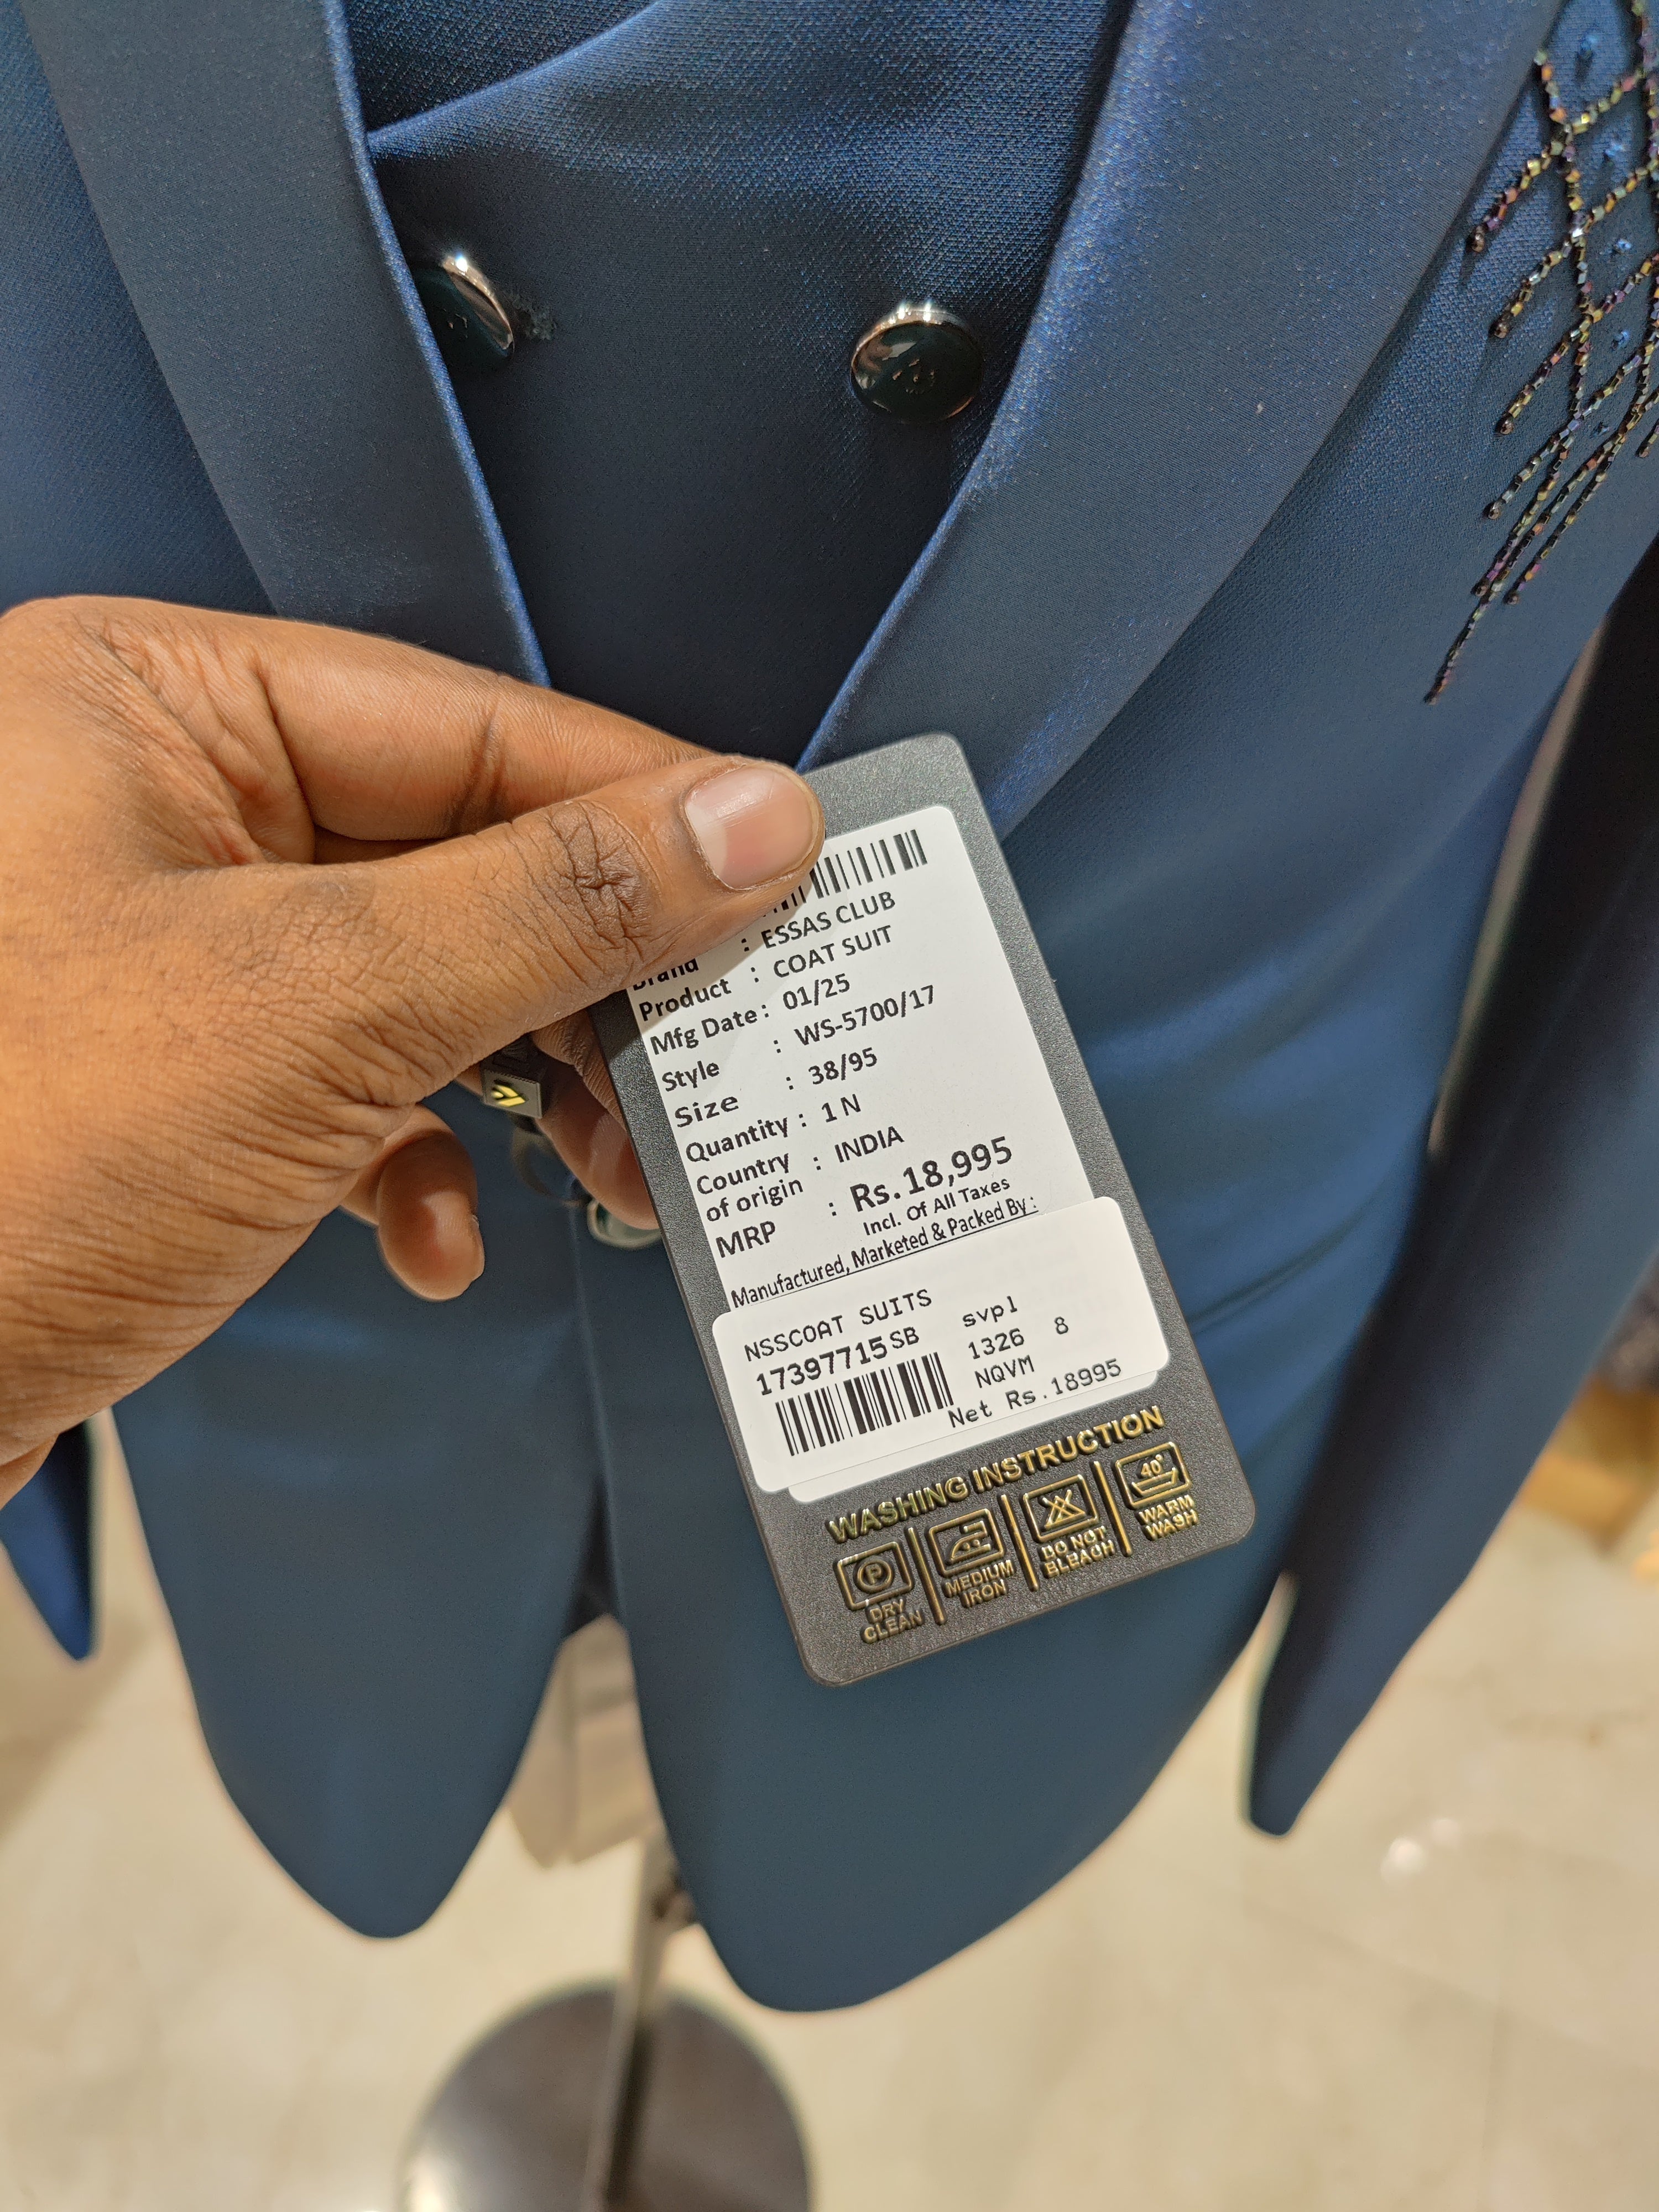 Brand : ESSAS CLUB
Product : COAT SUIT
Mfg Date : 01/25
Style : WS-5700/17
Size : 38/95
Quantity : 1 N
Country of origin : INDIA
MRP : Rs. 18,995
Incl. Of All Taxes
Manufactured, Marketed & Packed By :
NSSCOAT SUITS svpl
17397715SB 1326 8
NQVM
Net Rs.18995
WASHING INSTRUCTION
40°
DRY CLEAN
MEDIUM IRON
DO NOT BLEACH
WARM WASH